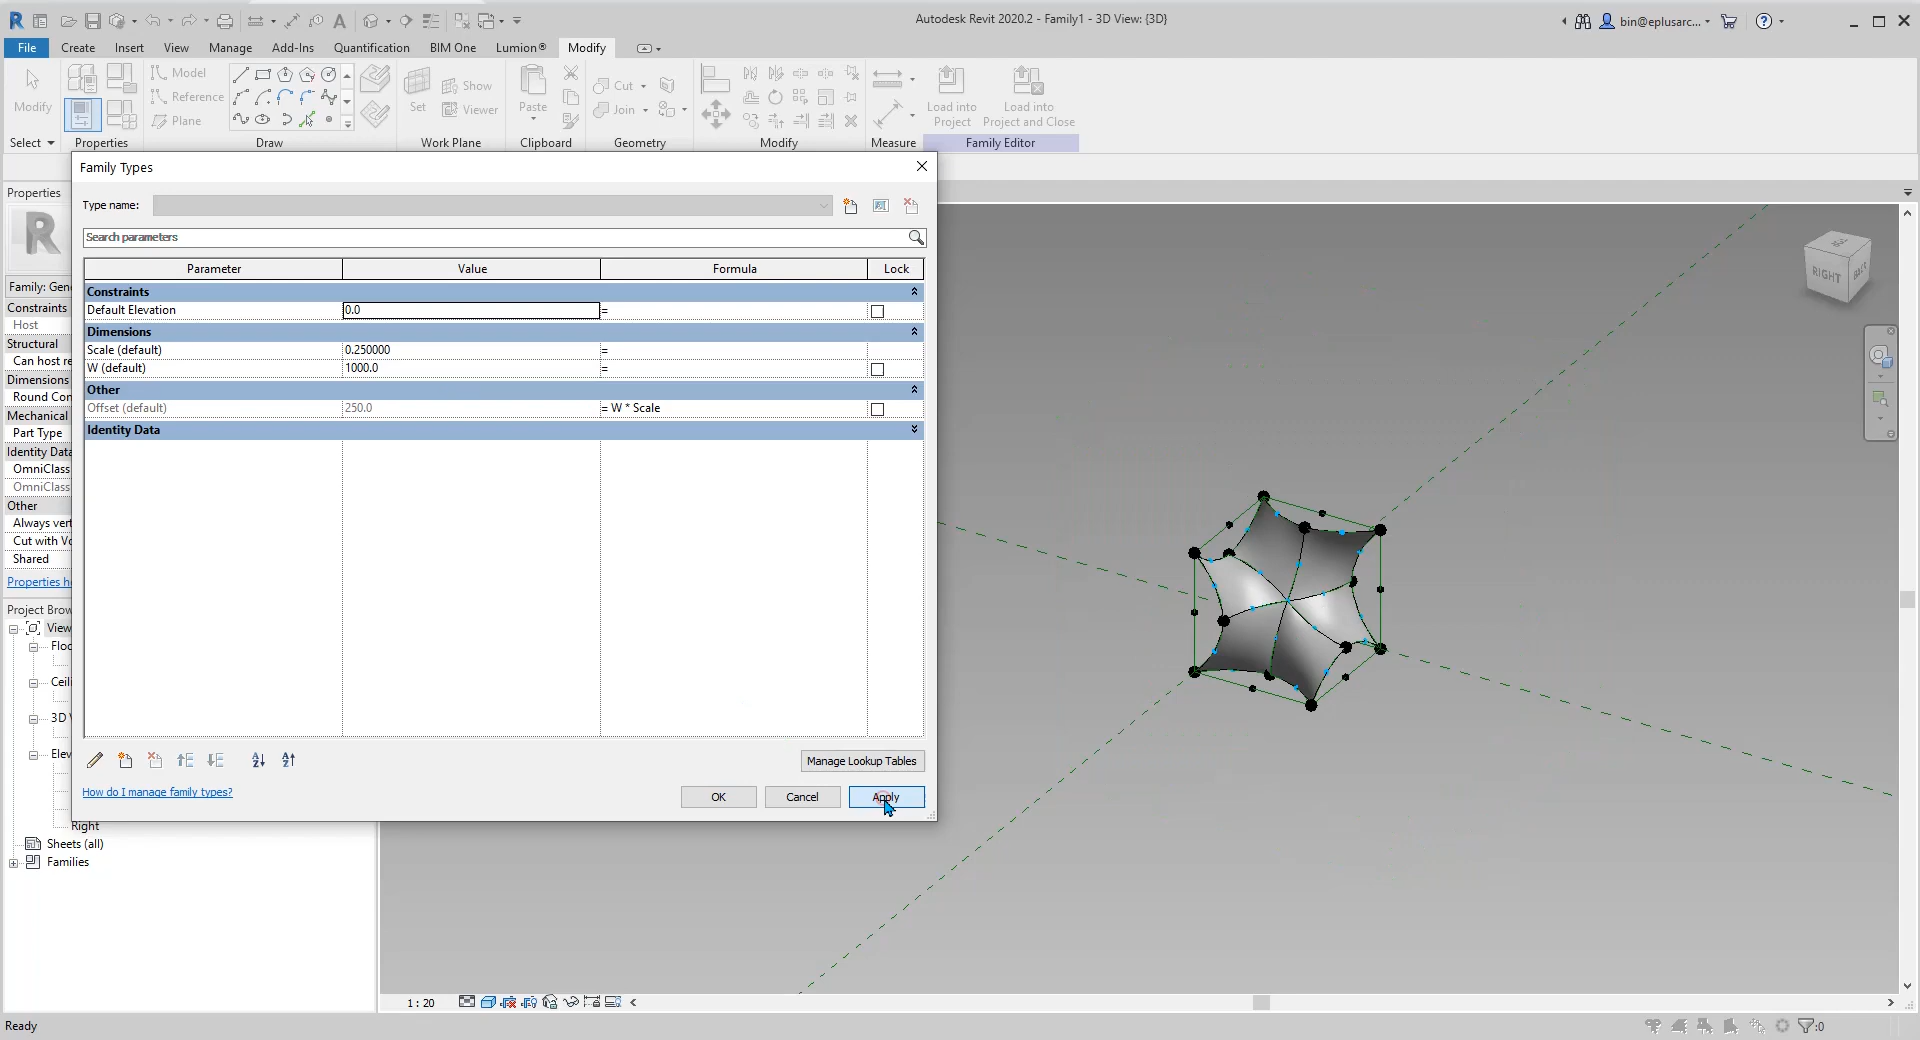 Autodesk Revit 2020.2 - Family1 - 3D View: {3D}
bin@eplusarc...
File Create Insert View Manage Add-Ins Quantification BIM One Lumion® Modify
Modify
Model
Reference
Plane
Set
Show
Viewer
Paste
Cut
Join
Load into
Project
Load into
Project and Close
Select Properties Draw Work Plane Clipboard Geometry Modify Measure Family Editor
Properties
Family: Gen
Constraints
Host
Structural
Can host re
Dimensions
Round Con
Mechanical
Part Type
Identity Data
OmniClass
OmniClass
Other
Always vert
Cut with Vo
Shared
Properties he
Project Brow
View
Floo
Ceili
3D V
Elev
Right
Sheets (all)
Families
Family Types
Type name:
Search parameters
Parameter Value Formula Lock
Constraints
Default Elevation 0.0 =
Dimensions
Scale (default) 0.250000 =
W (default) 1000.0 =
Other
Offset (default) 250.0 = W * Scale
Identity Data
Manage Lookup Tables
How do I manage family types?
OK Cancel Apply
RIGHT
BACK
1 : 20
Ready
:0